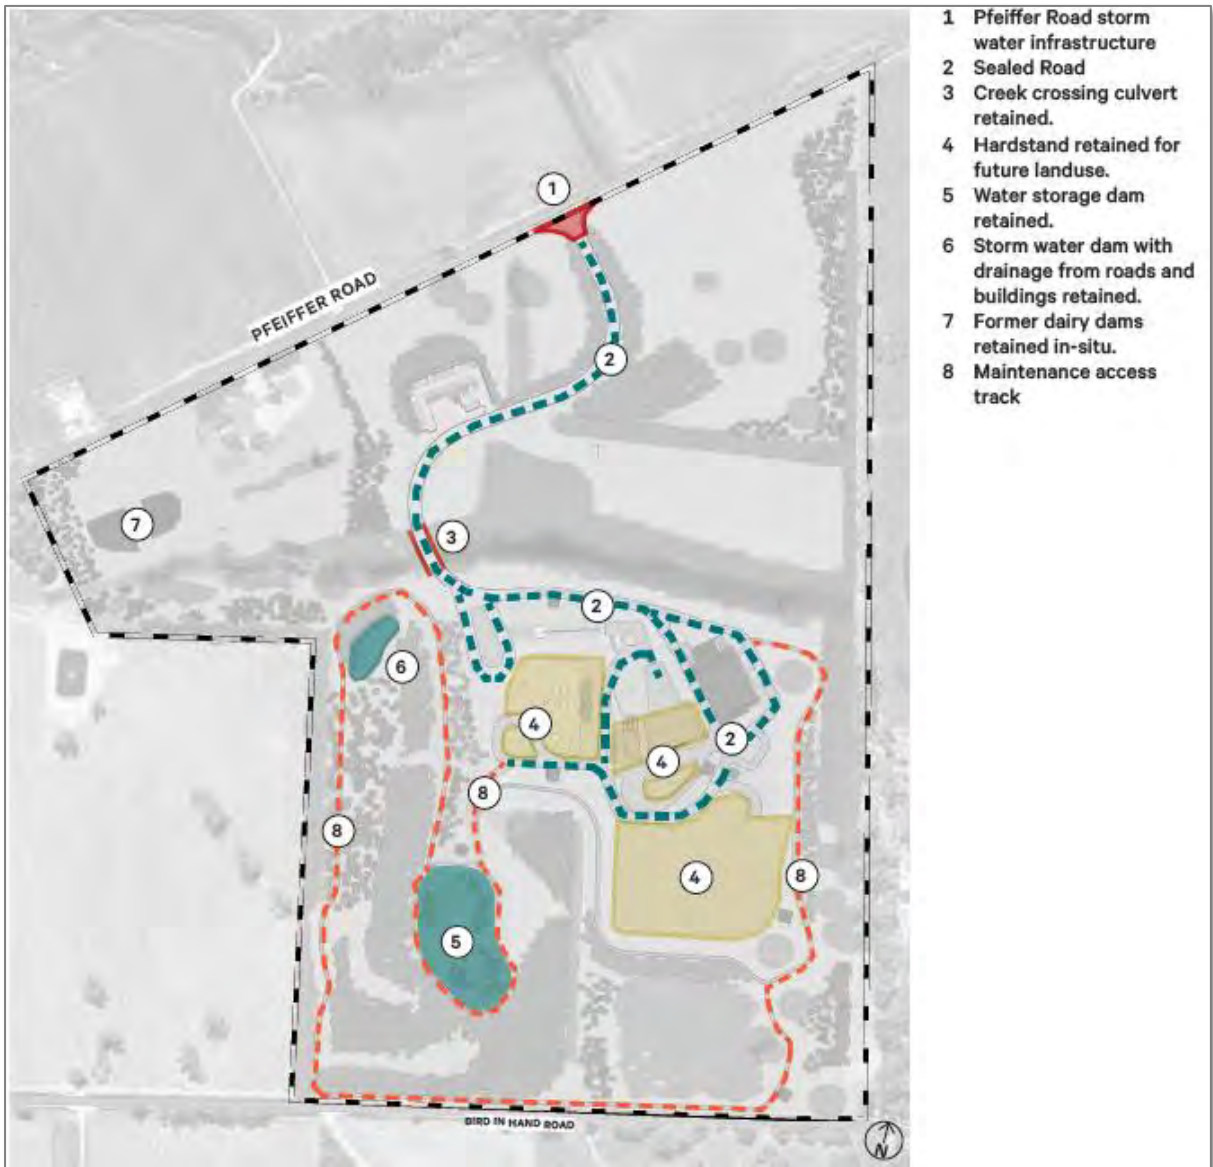 1 Pfeiffer Road storm
water infrastructure
2 Sealed Road
3 Creek crossing culvert
retained.
4 Hardstand retained for
future landuse.
5 Water storage dam
retained.
6 Storm water dam with
drainage from roads and
buildings retained.
7 Former dairy dams
retained in-situ.
8 Maintenance access
track
1
PFEIFFER ROAD
2
7
3
2
6
4
2
4
8
8
4
8
5
BIRD IN HAND ROAD
N